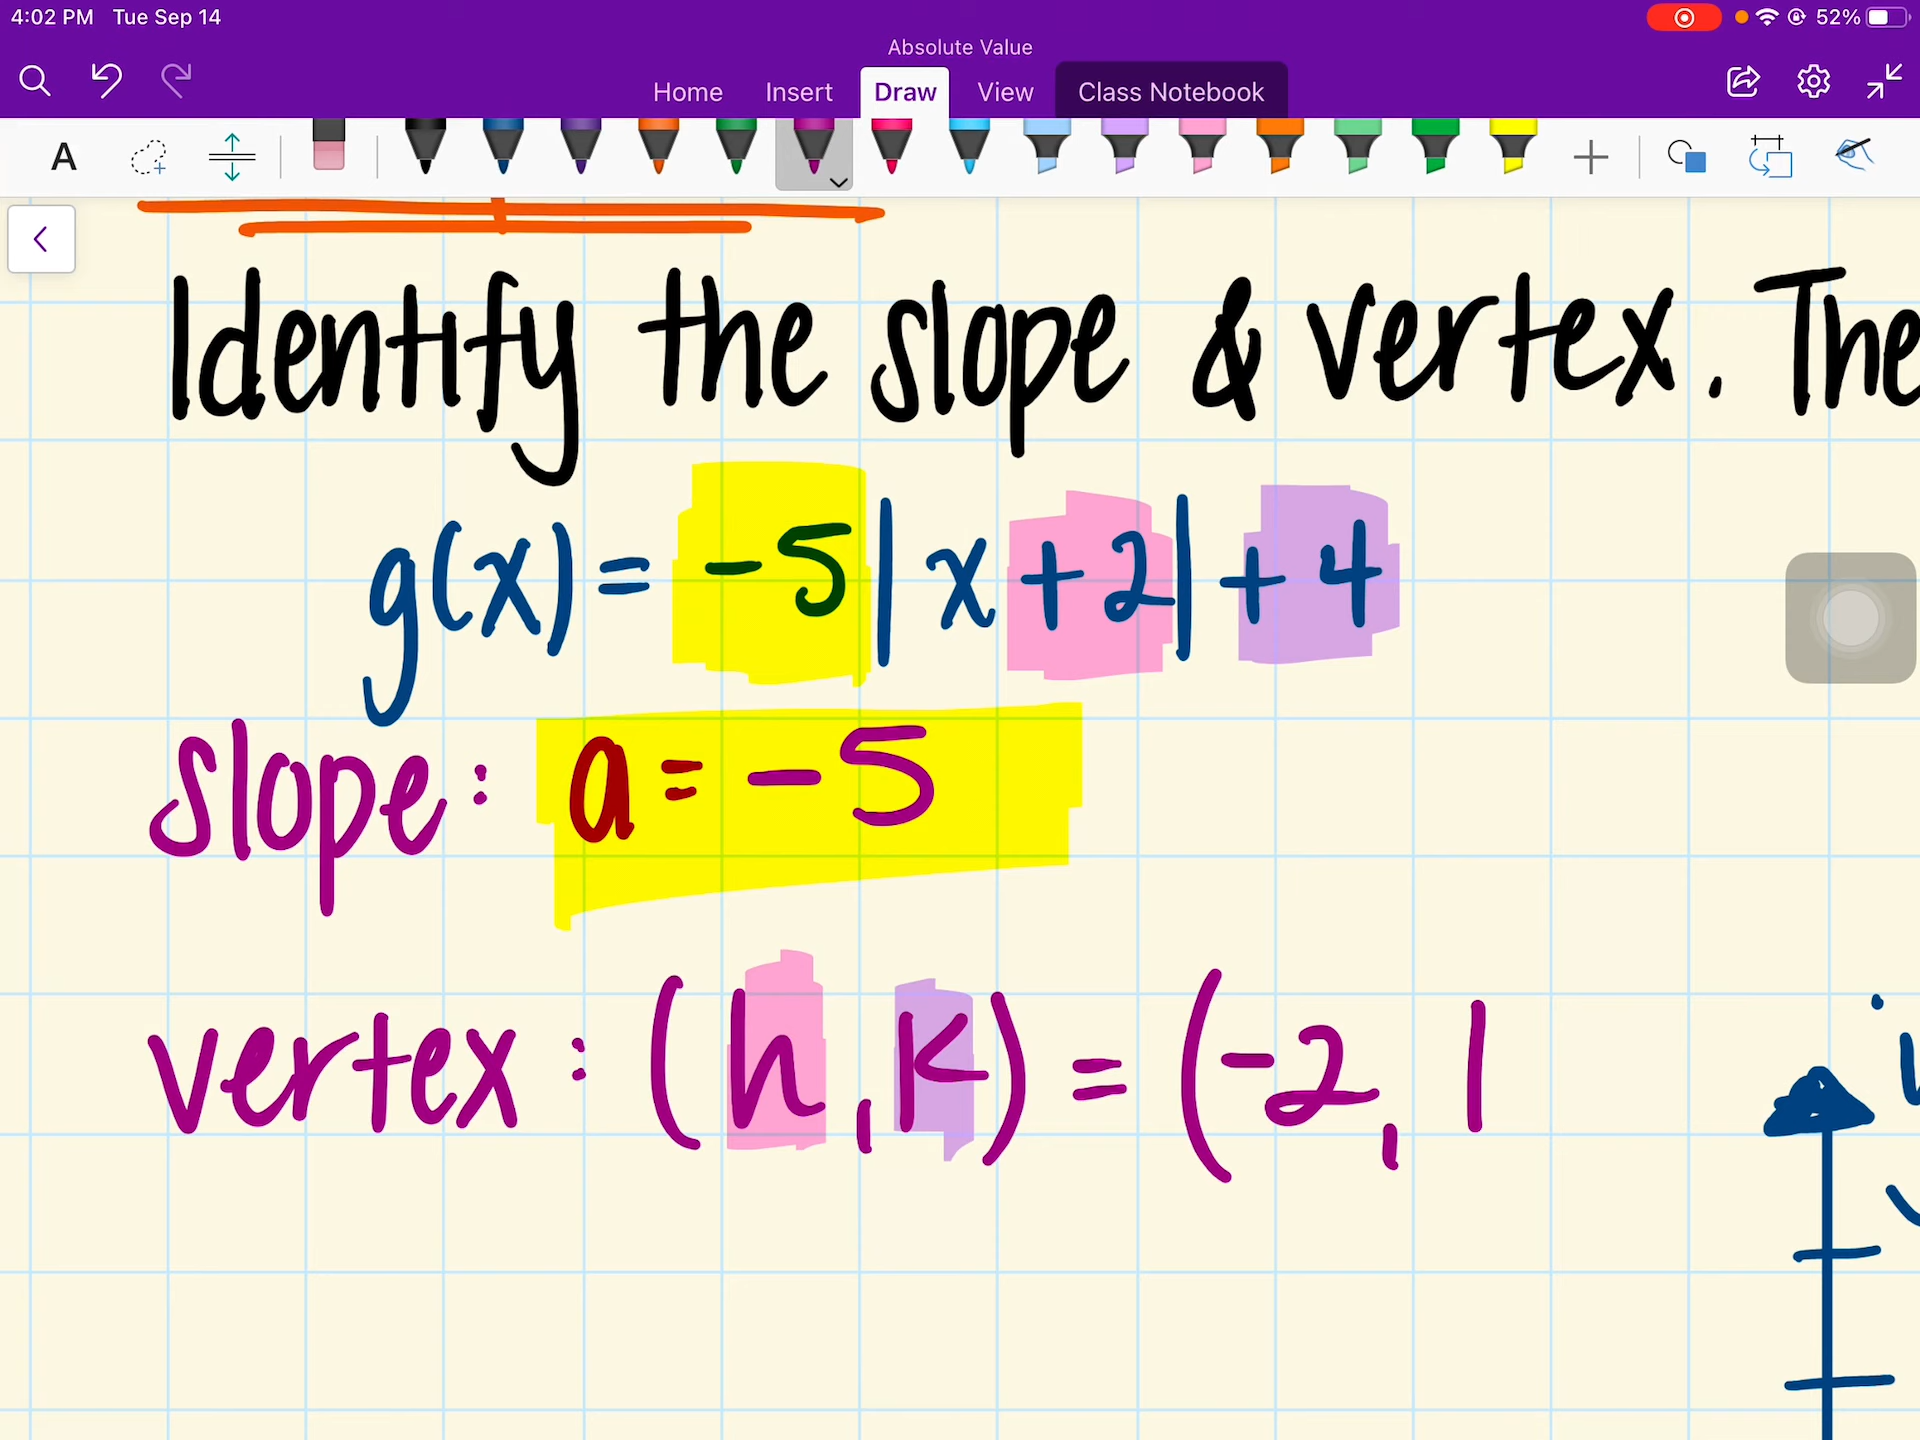 4:02 PM Tue Sep 14 52%
Absolute Value
Home Insert Draw View Class Notebook
A
Identify the slope & vertex. The
g(x) = -5|x+2|+4
slope: a = -5
vertex: (h,k) = (-2, |